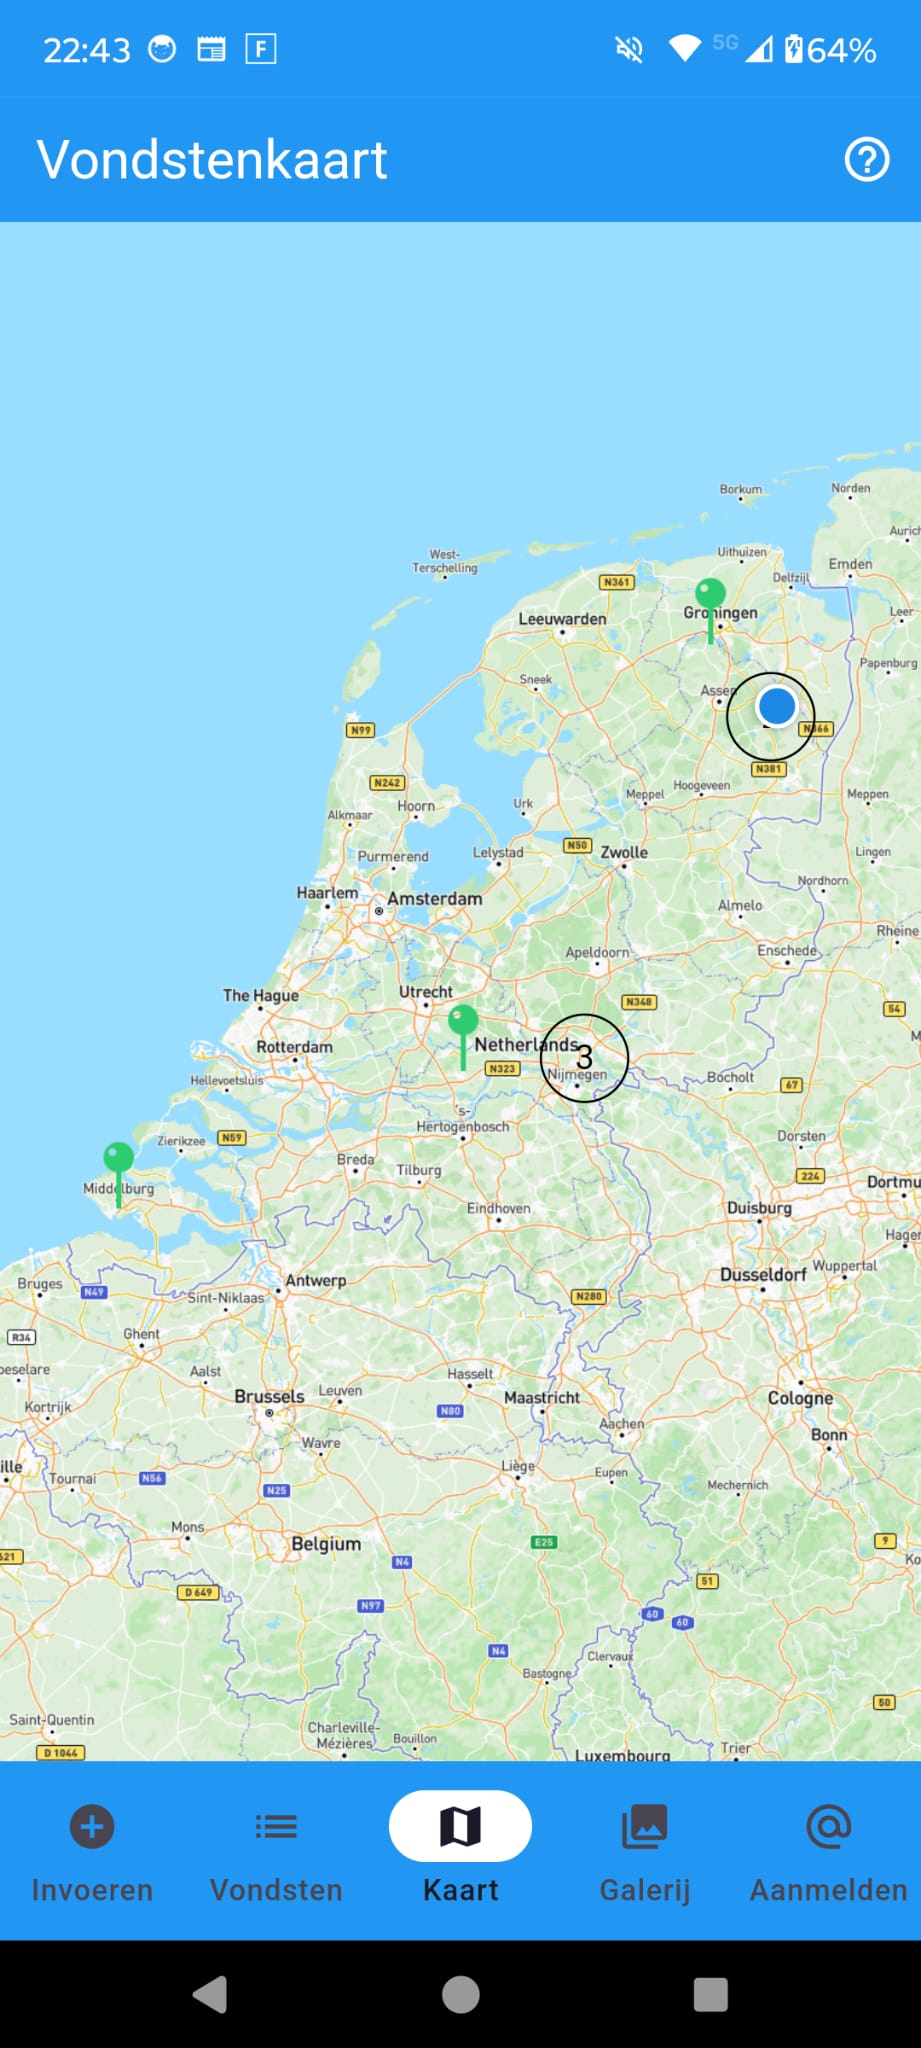 22:43 F 5G 64%
Vondstenkaart
Borkum
Norden
Aurich
West-
Terschelling
Uithuizen
Emden
Delfzijl
N361
Leer
Groningen
Leeuwarden
Papenburg
Sneek
Assen
N99
N366
N381
N242
Hoogeveen
Meppel
Meppen
Hoorn
Urk
Alkmaar
N50
Zwolle
Lelystad
Purmerend
Lingen
Nordhorn
Haarlem
Amsterdam
Almelo
Rheine
Enschede
Apeldoorn
Utrecht
The Hague
N348
54
Netherlands
Rotterdam
3
N323
Nijmegen
Bocholt
67
Hellevoetsluis
's-
Hertogenbosch
Zierikzee
N59
Dorsten
Breda
Tilburg
224
Middelburg
Dortmu
Eindhoven
Duisburg
Hager
Wuppertal
Dusseldorf
Antwerp
Bruges
N49
Sint-Niklaas
N280
R34
Ghent
Aalst
Hasselt
oeselare
Brussels
Leuven
Maastricht
Cologne
Kortrijk
N80
Aachen
Bonn
Wavre
ille
Tournai
N56
Liège
Eupen
N25
Mechernich
Mons
Belgium
E25
9
621
N4
Ko
D 649
51
N97
60
60
N4
Clervaux
Bastogne
50
Saint-Quentin
Charleville-
Mézières
Bouillon
D 1044
Luxembourg
Trier
Invoeren Vondsten Kaart Galerij Aanmelden